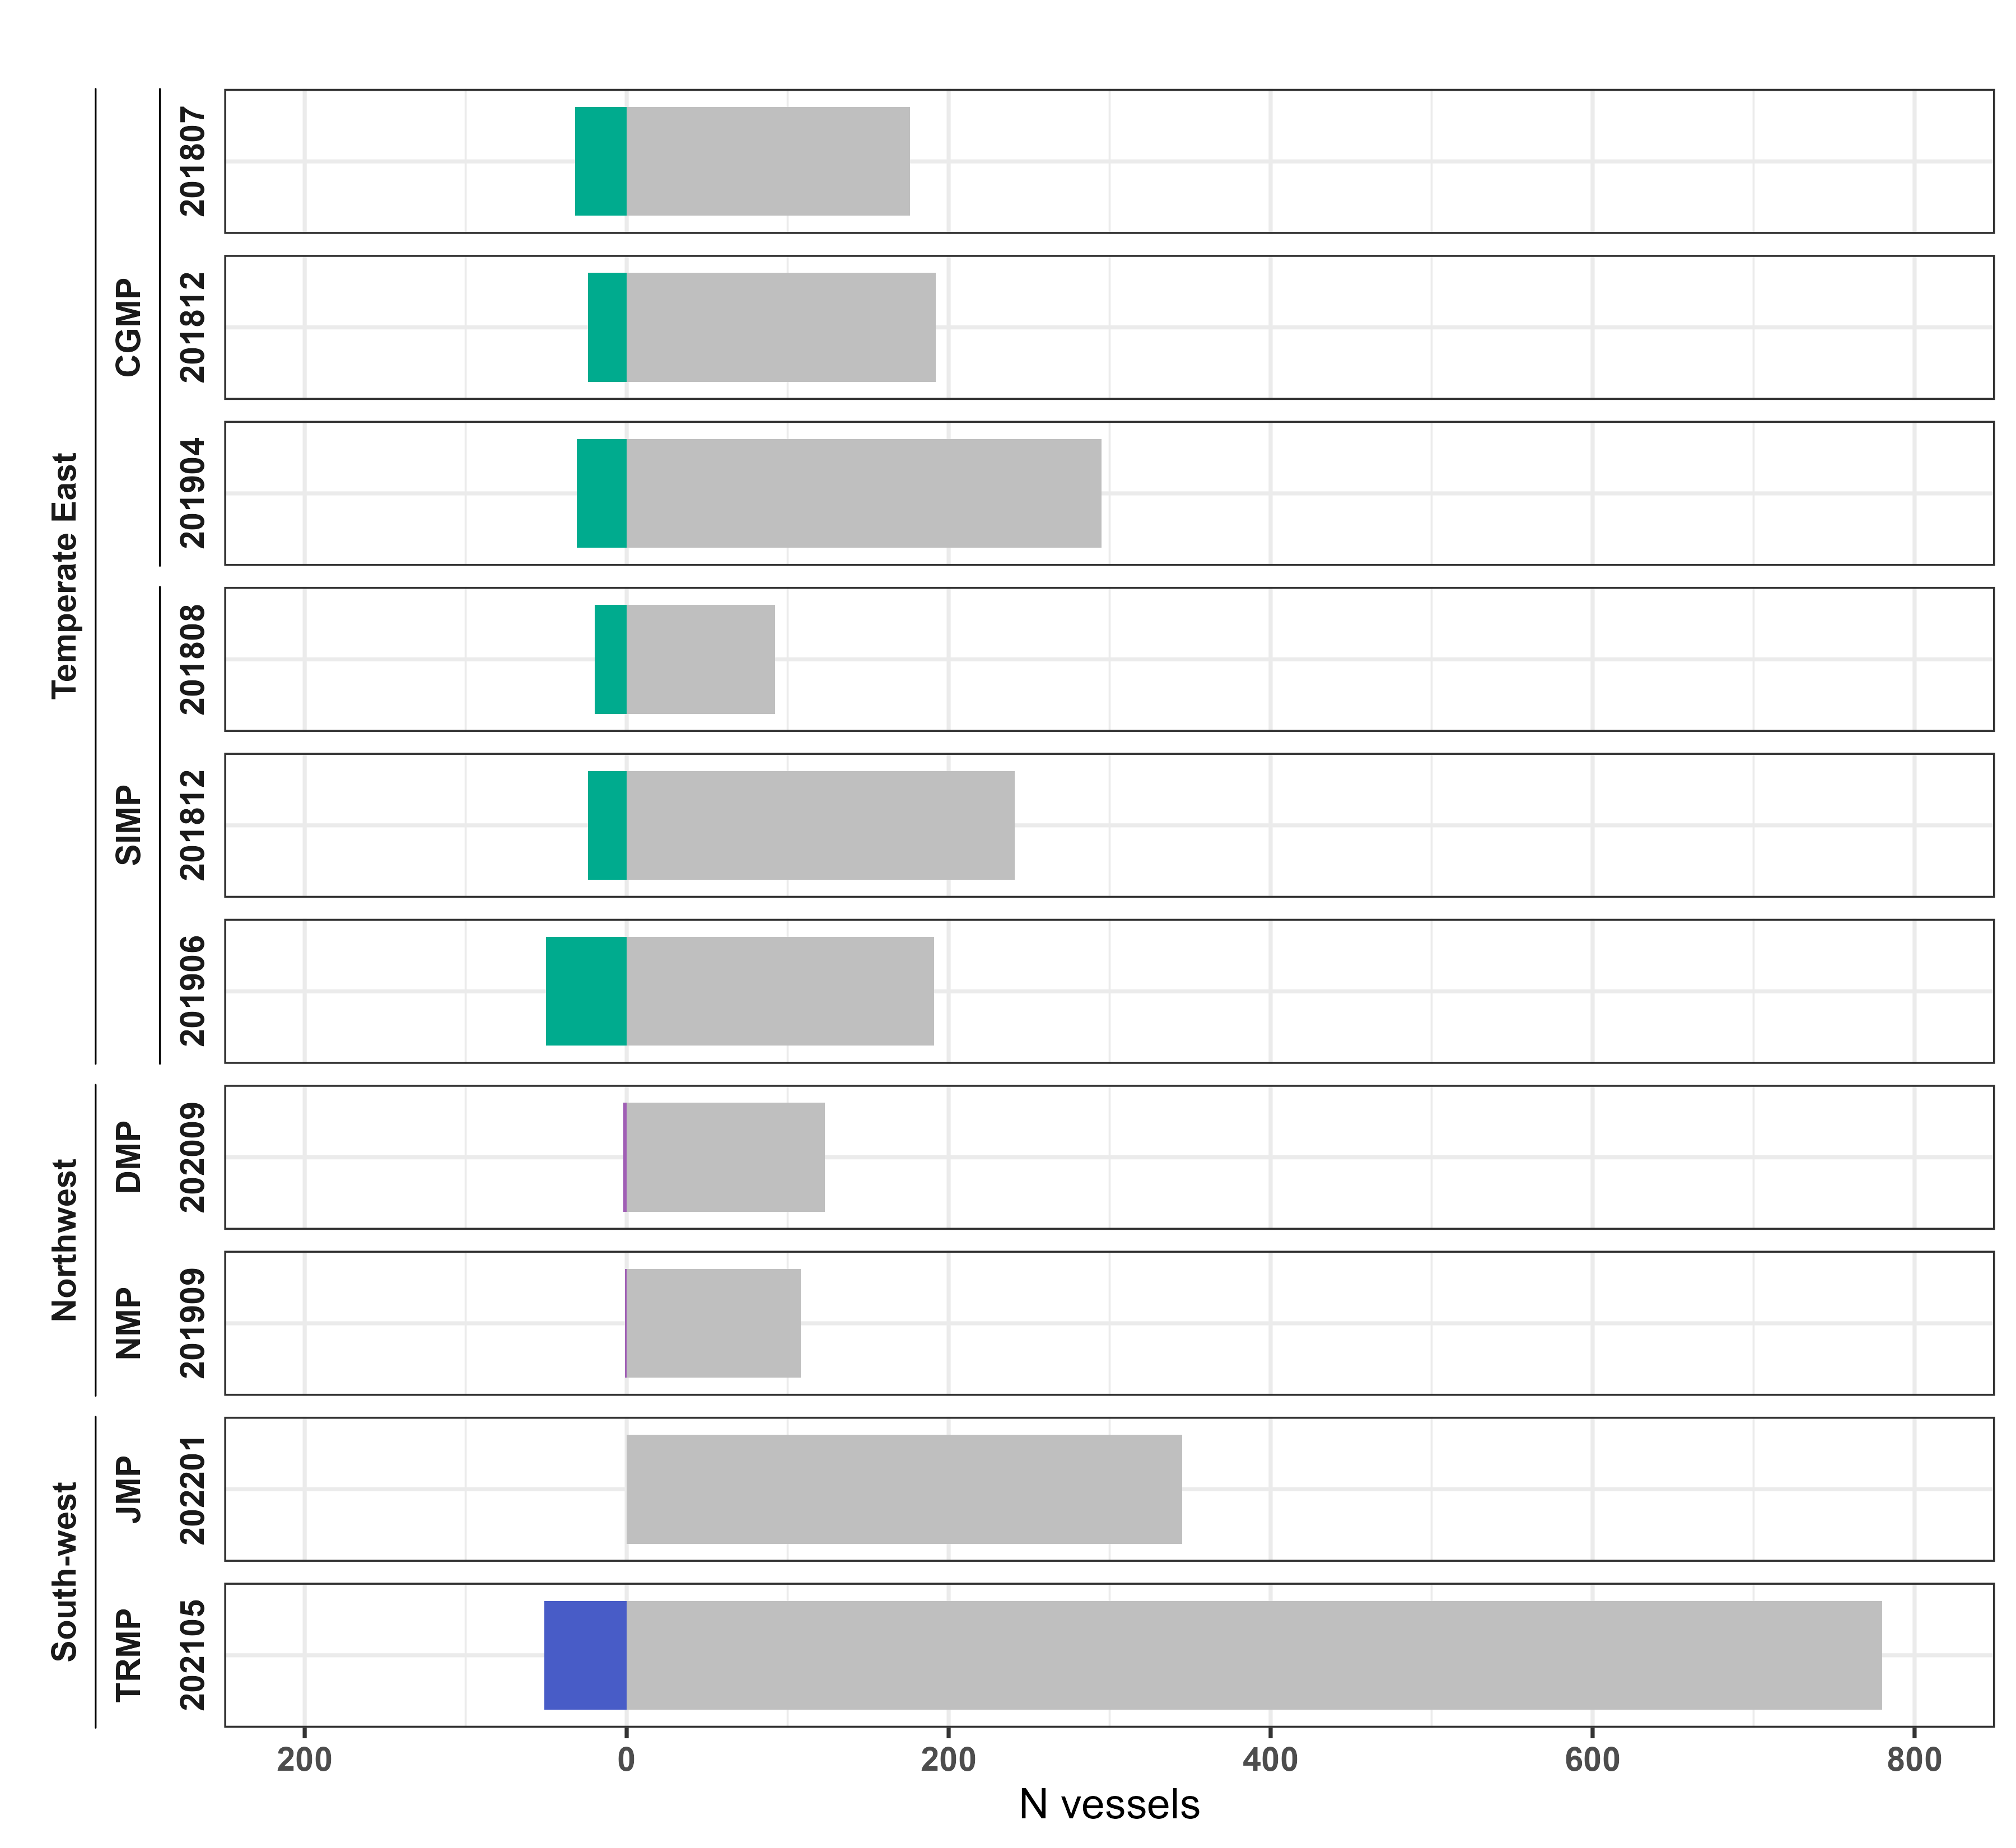 Temperate East
CGMP
201807
201812
201904
SIMP
201808
201812
201906
Northwest
DMP
202009
NMP
201909
South-west
JMP
202201
TRMP
202105
200 0 200 400 600 800
N vessels